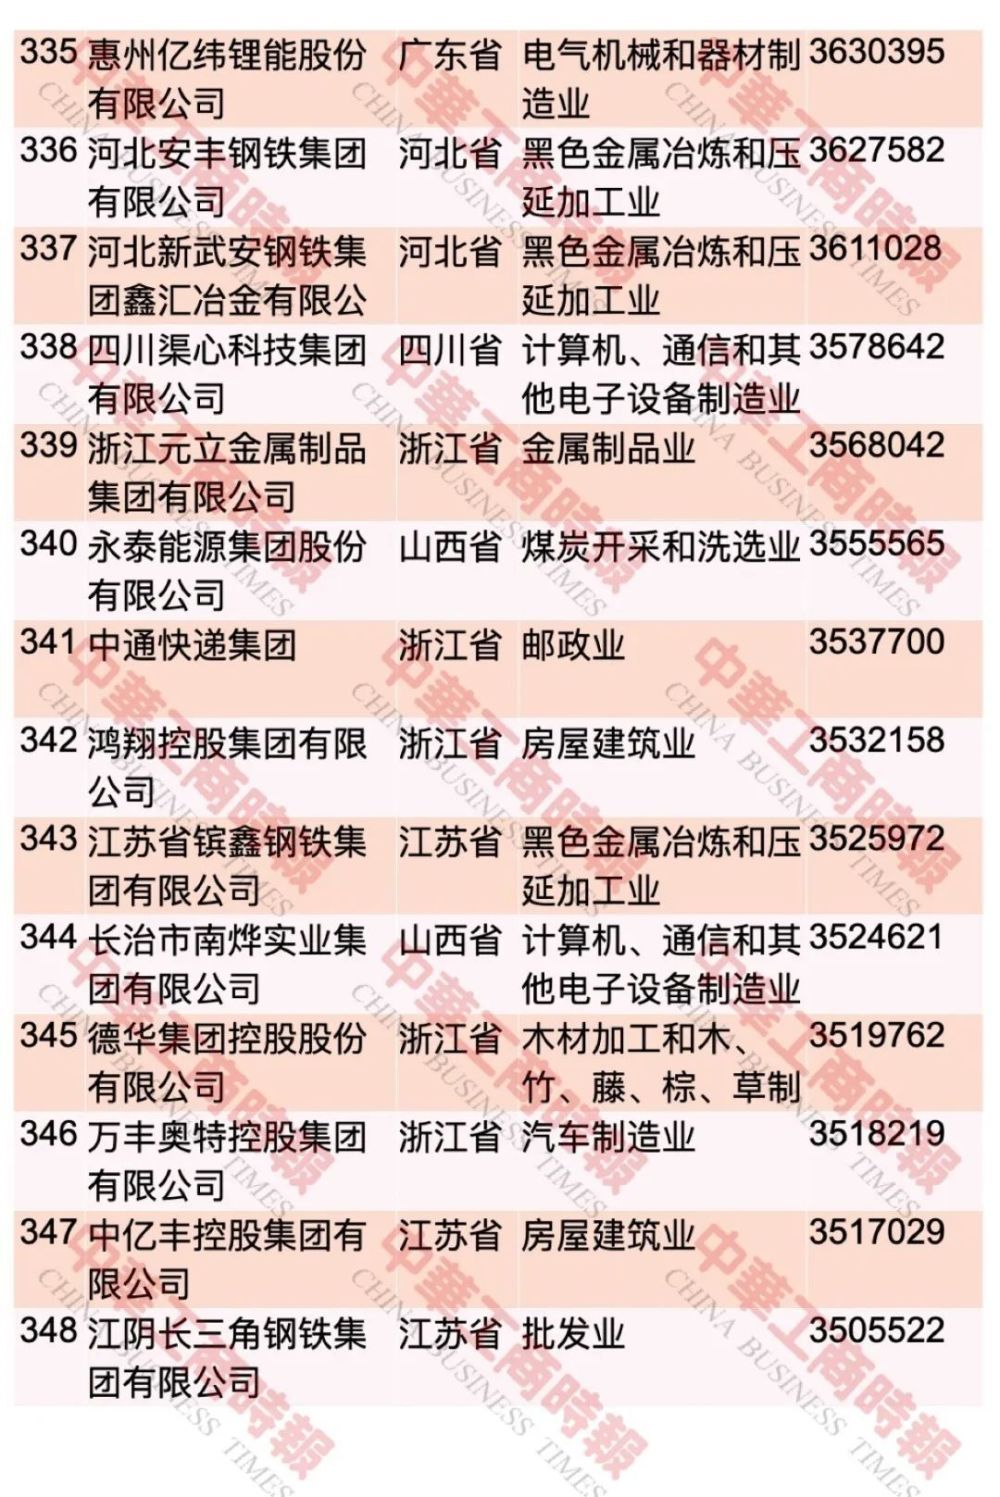 335 惠州亿纬锂能股份 广东省 电气机械和器材制 3630395
有限公司 造业
336 河北安丰钢铁集团 河北省 黑色金属冶炼和压 3627582
有限公司 延加工业
337 河北新武安钢铁集 河北省 黑色金属冶炼和压 3611028
团鑫汇冶金有限公 延加工业
338 四川渠心科技集团 四川省 计算机、通信和其 3578642
有限公司 他电子设备制造业
339 浙江元立金属制品 浙江省 金属制品业 3568042
集团有限公司
340 永泰能源集团股份 山西省 煤炭开采和洗选业 3555565
有限公司
341 中通快递集团 浙江省 邮政业 3537700
342 鸿翔控股集团有限 浙江省 房屋建筑业 3532158
公司
343 江苏省镔鑫钢铁集 江苏省 黑色金属冶炼和压 3525972
团有限公司 延加工业
344 长治市南烨实业集 山西省 计算机、通信和其 3524621
团有限公司 他电子设备制造业
345 德华集团控股股份 浙江省 木材加工和木、 3519762
有限公司 竹、藤、棕、草制
346 万丰奥特控股集团 浙江省 汽车制造业 3518219
有限公司
347 中亿丰控股集团有 江苏省 房屋建筑业 3517029
限公司
348 江阴长三角钢铁集 江苏省 批发业 3505522
团有限公司
中華工商時報
CHINA BUSINESS TIMES